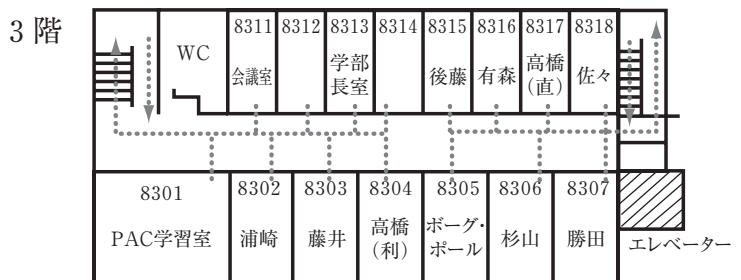 3 階
WC
8311
会議室
8312
8313
学部
長室
8314
8315
後藤
8316
有森
8317
高橋
(直)
8318
佐々
8301
PAC学習室
8302
浦崎
8303
藤井
8304
高橋
(利)
8305
ボーグ・
ポール
8306
杉山
8307
勝田
エレベーター